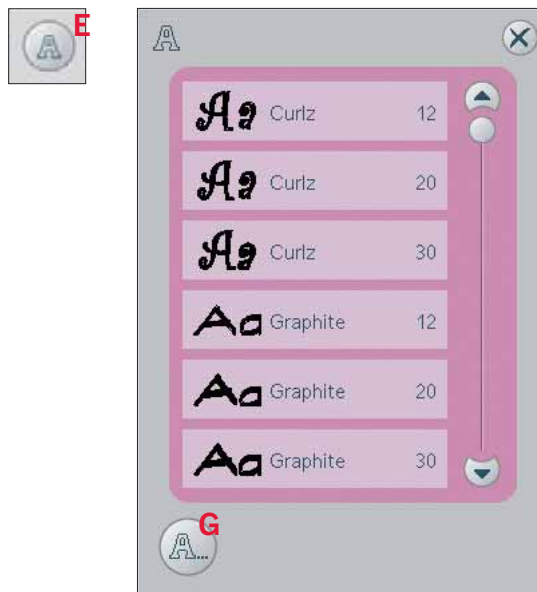 E
A
A
Aa Curlz 12
Aa Curlz 20
Aa Curlz 30
Aa Graphite 12
Aa Graphite 20
Aa Graphite 30
G
A...